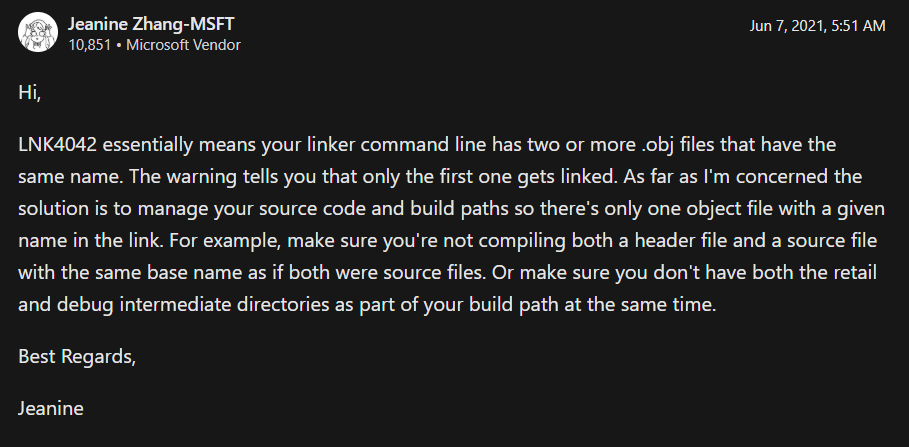 Jeanine Zhang-MSFT
Jun 7, 2021, 5:51 AM
10,851 • Microsoft Vendor
Hi,
LNK4042 essentially means your linker command line has two or more .obj files that have the
same name. The warning tells you that only the first one gets linked. As far as I'm concerned the
solution is to manage your source code and build paths so there's only one object file with a given
name in the link. For example, make sure you're not compiling both a header file and a source file
with the same base name as if both were source files. Or make sure you don't have both the retail
and debug intermediate directories as part of your build path at the same time.
Best Regards,
Jeanine